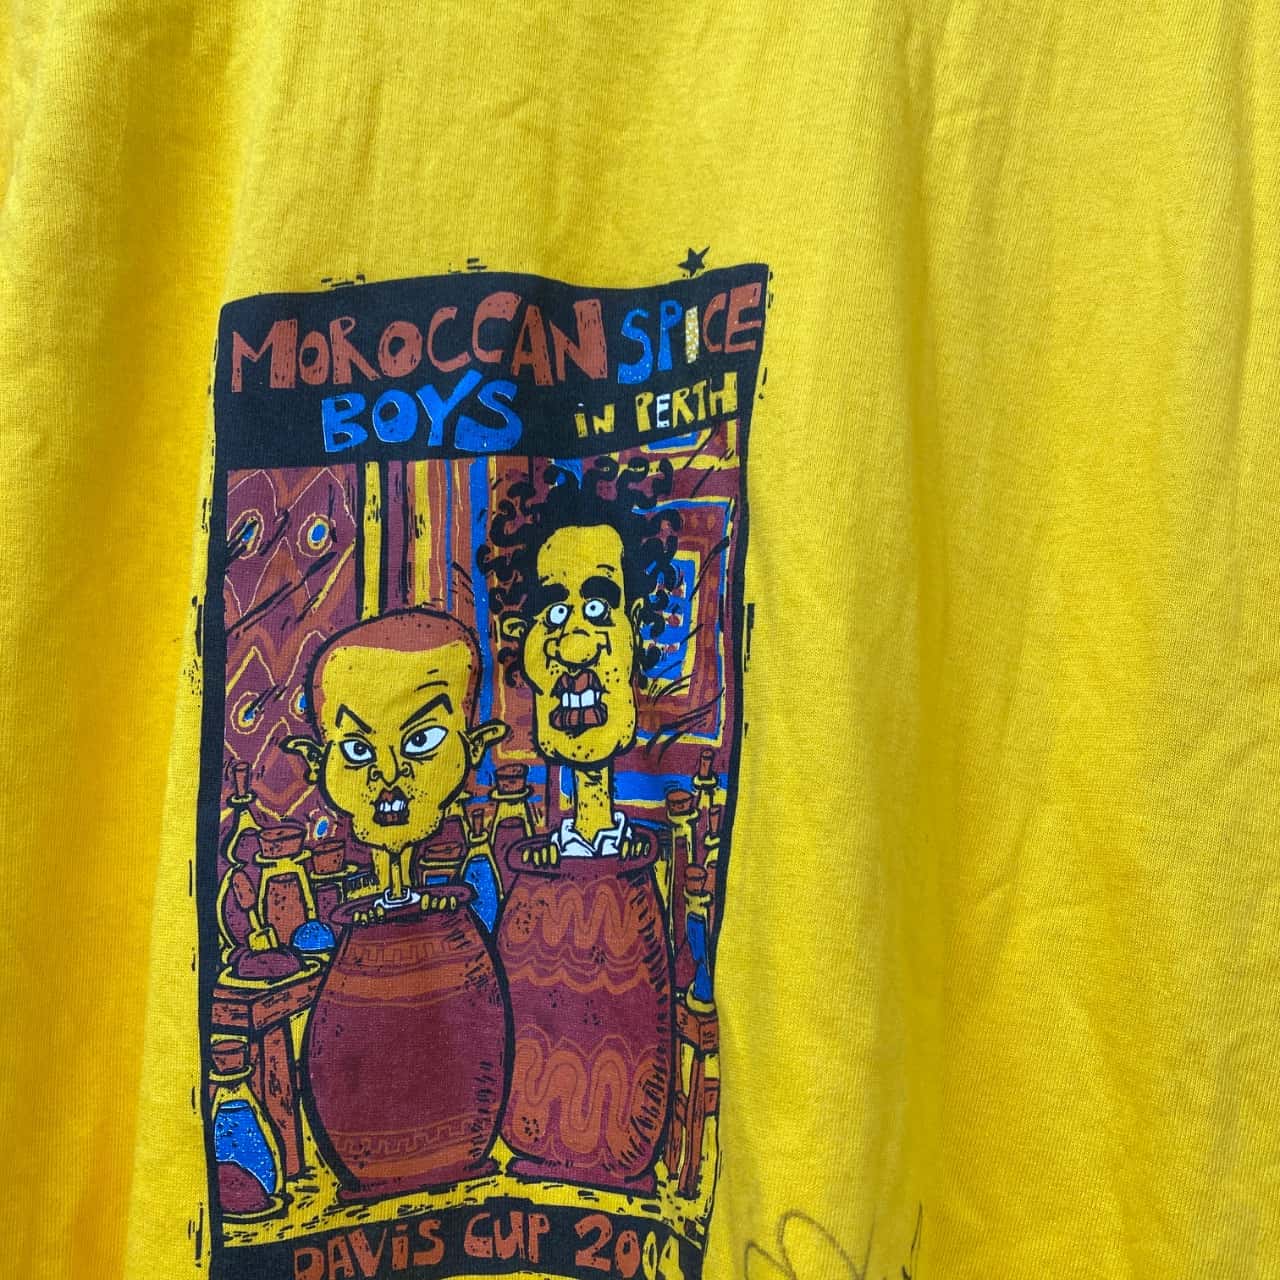 MOROCCAN SPICE
BOYS IN PERTH
DAVIS CUP